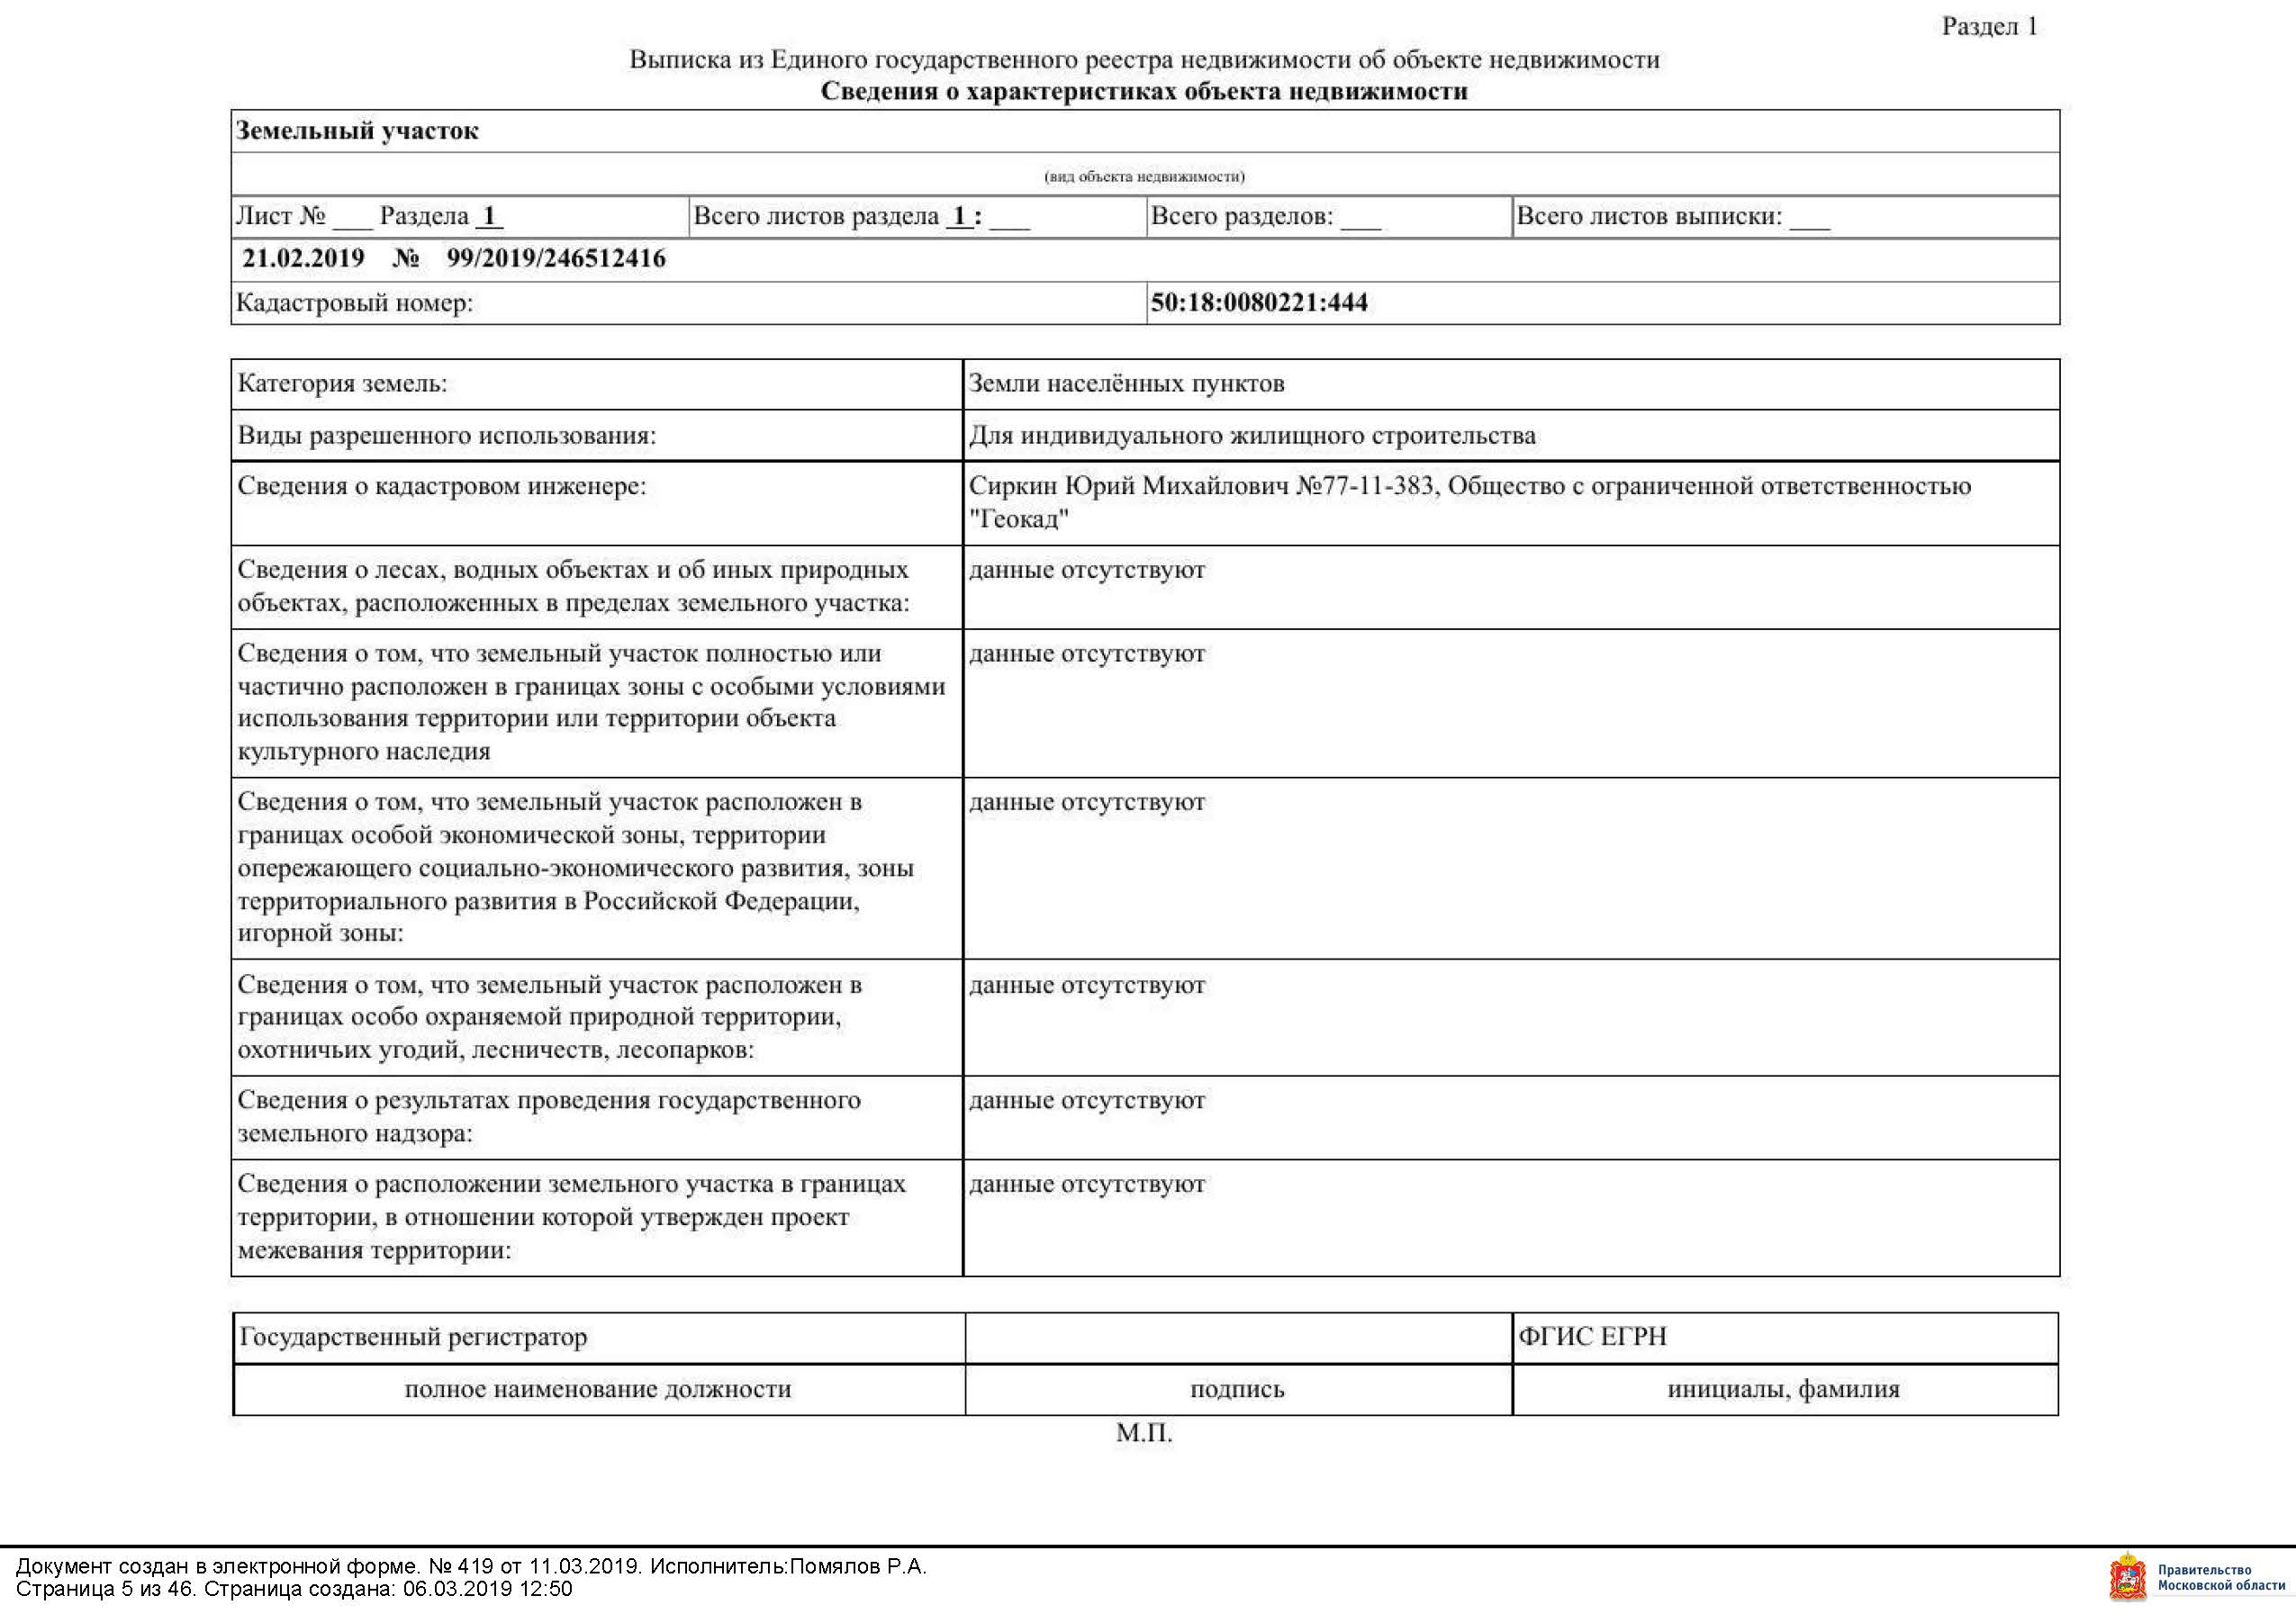 Раздел 1
Выписка из Единого государственного реестра недвижимости об объекте недвижимости
Сведения о характеристиках объекта недвижимости
Земельный участок
(вид объекта недвижимости)
Лист № ___ Раздела 1 Всего листов раздела 1 : ___ Всего разделов: ___ Всего листов выписки: ___
21.02.2019 № 99/2019/246512416
Кадастровый номер: 50:18:0080221:444
Категория земель: Земли населённых пунктов
Виды разрешенного использования: Для индивидуального жилищного строительства
Сведения о кадастровом инженере: Сиркин Юрий Михайлович №77-11-383, Общество с ограниченной ответственностью
"Геокад"
Сведения о лесах, водных объектах и об иных природных данные отсутствуют
объектах, расположенных в пределах земельного участка:
Сведения о том, что земельный участок полностью или данные отсутствуют
частично расположен в границах зоны с особыми условиями
использования территории или территории объекта
культурного наследия
Сведения о том, что земельный участок расположен в данные отсутствуют
границах особой экономической зоны, территории
опережающего социально-экономического развития, зоны
территориального развития в Российской Федерации,
игорной зоны:
Сведения о том, что земельный участок расположен в данные отсутствуют
границах особо охраняемой природной территории,
охотничьих угодий, лесничеств, лесопарков:
Сведения о результатах проведения государственного данные отсутствуют
земельного надзора:
Сведения о расположении земельного участка в границах данные отсутствуют
территории, в отношении которой утвержден проект
межевания территории:
Государственный регистратор ФГИС ЕГРН
полное наименование должности подпись инициалы, фамилия
М.П.
Документ создан в электронной форме. № 419 от 11.03.2019. Исполнитель:Помялов Р.А.
Страница 5 из 46. Страница создана: 06.03.2019 12:50
Правительство
Московской области